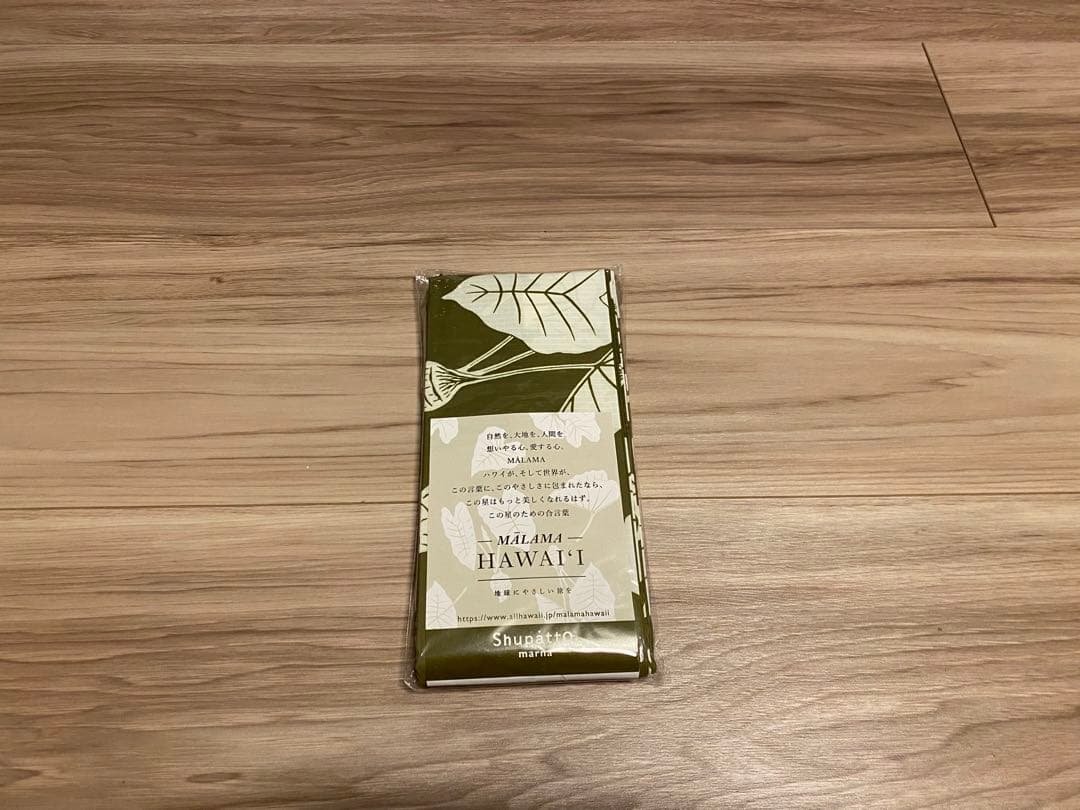 自然を、大地を、人間を
想いやる心、愛する心、
MĀLAMA
ハワイが、そして世界が、
この言葉に、このやさしさに包まれたなら、
この星はもっと美しくなれるはず。
この星のための合言葉
— MĀLAMA —
HAWAIʻI
地球にやさしい旅を
https://www.allhawaii.jp/malamahawaii
Shupatto
marna